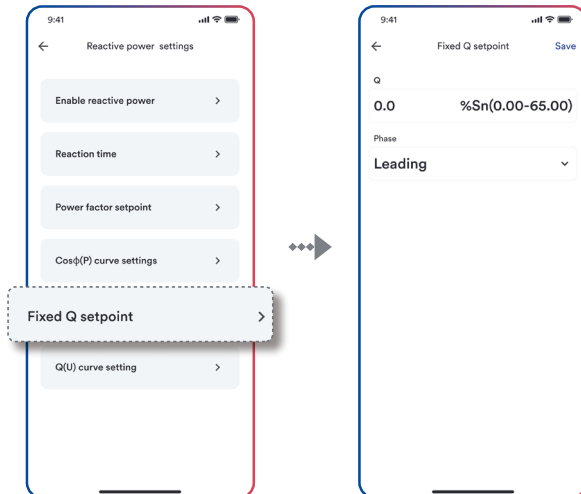 9:41
Reactive power settings
Enable reactive power
Reaction time
Power factor setpoint
Cosϕ(P) curve settings
Fixed Q setpoint
Q(U) curve setting
9:41
Fixed Q setpoint Save
Q
0.0 %Sn(0.00-65.00)
Phase
Leading